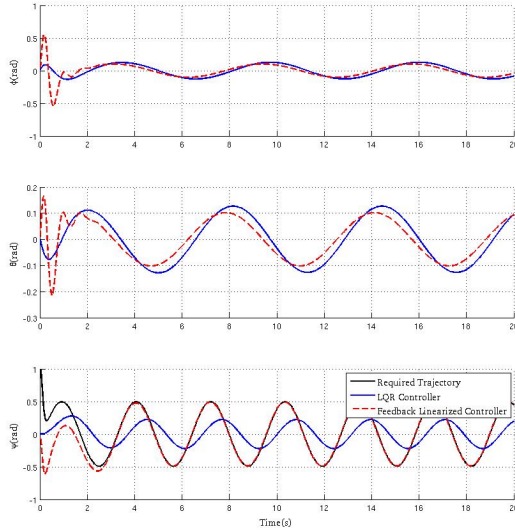 1
0.5
0
-0.5
-1
0 2 4 6 8 10 12 14 16 18 20
ϕ(rad)
0.2
0.1
0
-0.1
-0.2
-0.3
0 2 4 6 8 10 12 14 16 18 20
θ(rad)
1
0.5
0
-0.5
-1
0 2 4 6 8 10 12 14 16 18 20
ψ(rad)
Required Trajectory
LQR Controller
Feedback Linearized Controller
Time(s)